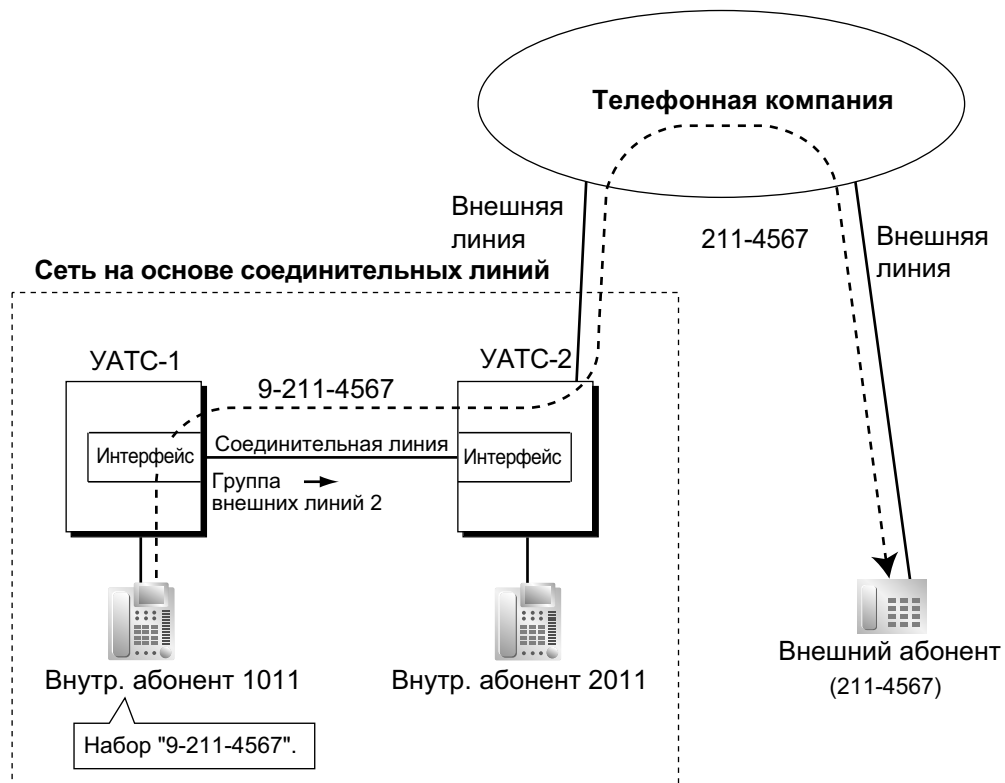 Телефонная компания
Внешняя
линия
211-4567
Внешняя
линия
Сеть на основе соединительных линий
УАТС-1
УАТС-2
9-211-4567
Интерфейс
Соединительная линия
Интерфейс
Группа
внешних линий 2
Внутр. абонент 1011
Внутр. абонент 2011
Внешний абонент
(211-4567)
Набор "9-211-4567".